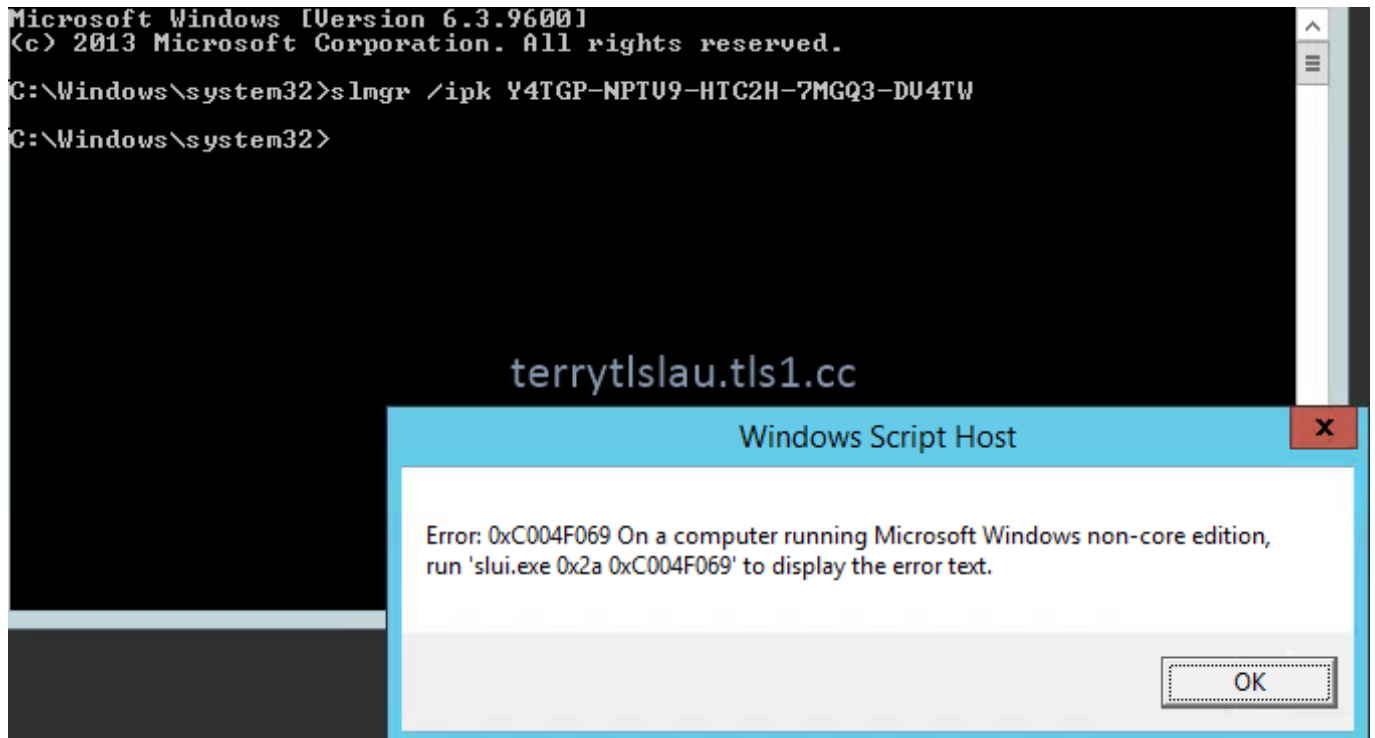 Microsoft Windows [Version 6.3.9600]
(c) 2013 Microsoft Corporation. All rights reserved.
C:\Windows\system32>slmgr /ipk Y4TGP-NPTV9-HTC2H-7MGQ3-DV4TW
C:\Windows\system32>
terrytlslau.tls1.cc
Windows Script Host
x
Error: 0xC004F069 On a computer running Microsoft Windows non-core edition,
run 'slui.exe 0x2a 0xC004F069' to display the error text.
OK